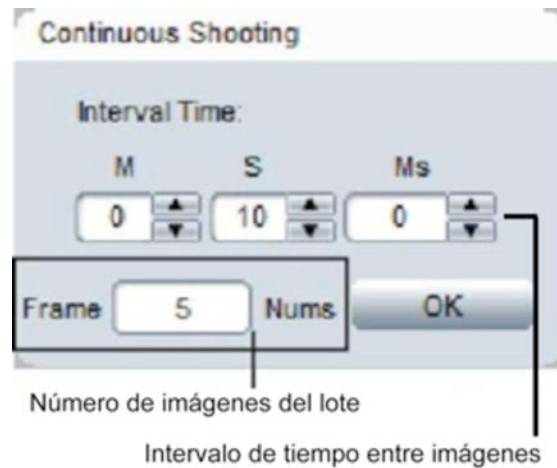 Continuous Shooting
Interval Time:
M S Ms
0 10 0
Frame 5 Nums OK
Número de imágenes del lote
Intervalo de tiempo entre imágenes